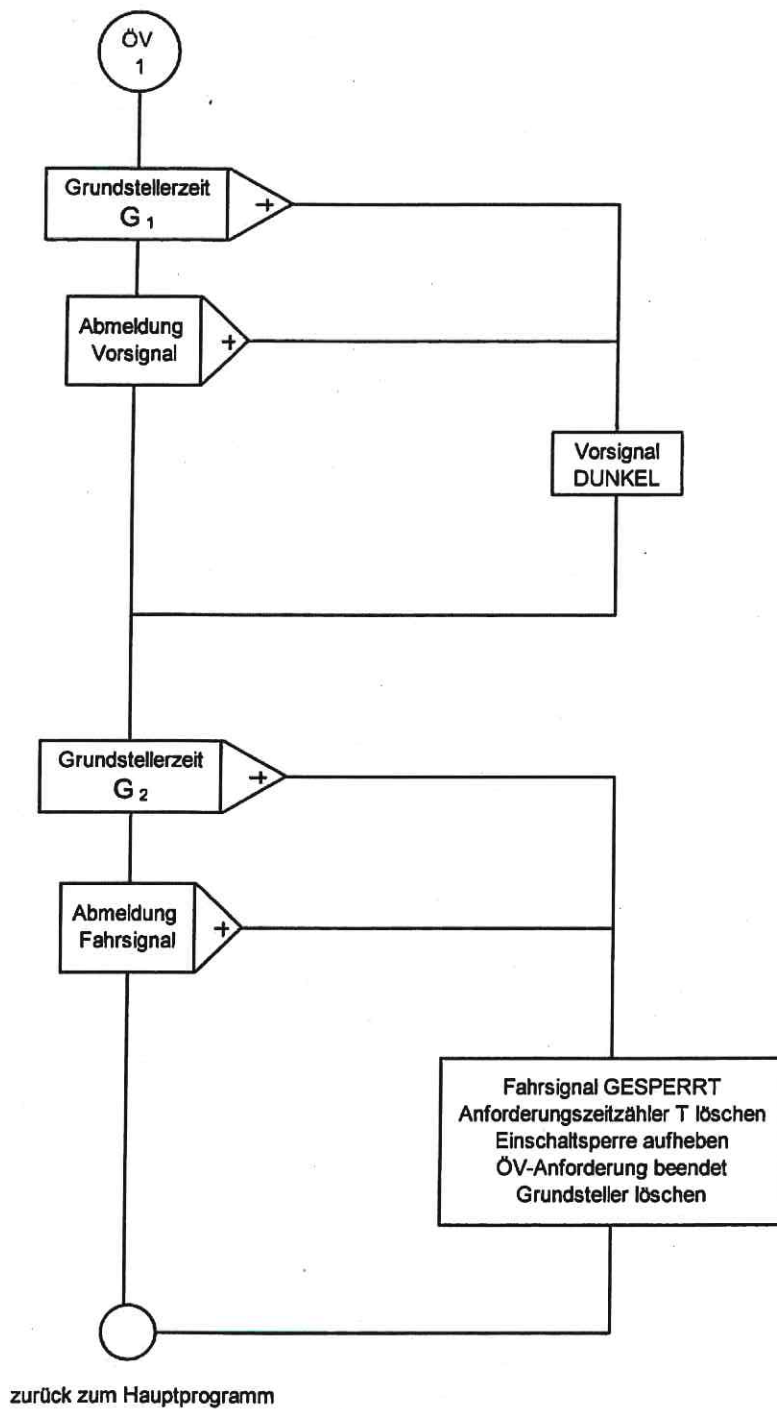 ÖV
1
Grundstellerzeit
G 1
+
Abmeldung
Vorsignal
+
Vorsignal
DUNKEL
Grundstellerzeit
G 2
+
Abmeldung
Fahrsignal
+
Fahrsignal GESPERRT
Anforderungszeitzähler T löschen
Einschaltsperre aufheben
ÖV-Anforderung beendet
Grundsteller löschen
zurück zum Hauptprogramm